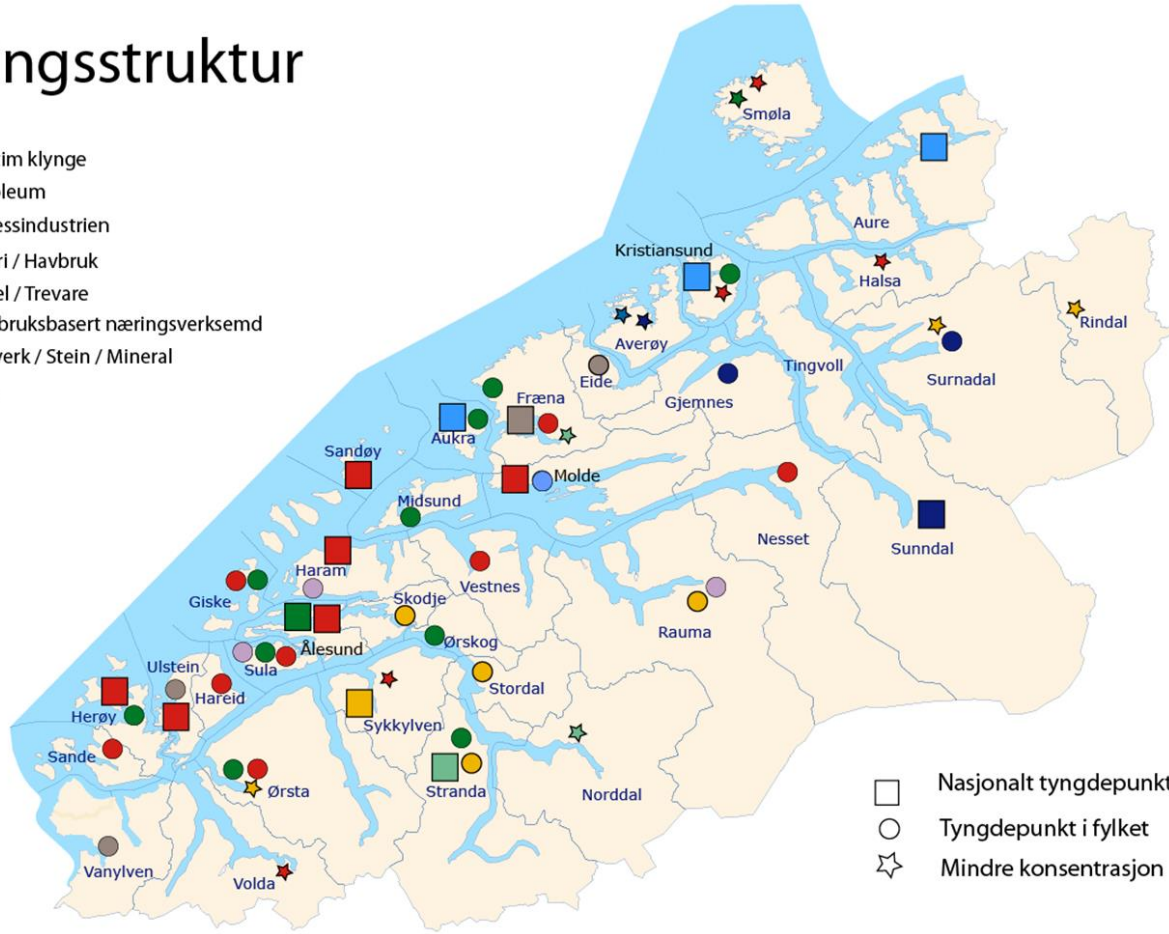 ngsstruktur
im klynge
oleum
essindustrien
ri / Havbruk
el / Trevare
bruksbasert næringsverksemd
verk / Stein / Mineral
Smøla
Aure
Kristiansund
Halsa
Rindal
Averøy
Tingvoll
Eide
Surnadal
Gjemnes
Fræna
Aukra
Sandøy
Molde
Midsund
Nesset
Sunndal
Haram
Vestnes
Giske
Skodje
Rauma
Ørskog
Ålesund
Ulstein
Sula
Stordal
Hareid
Herøy
Sykkylven
Sande
Stranda
Ørsta
Norddal
Vanylven
Volda
Nasjonalt tyngdepunkt
Tyngdepunkt i fylket
Mindre konsentrasjon